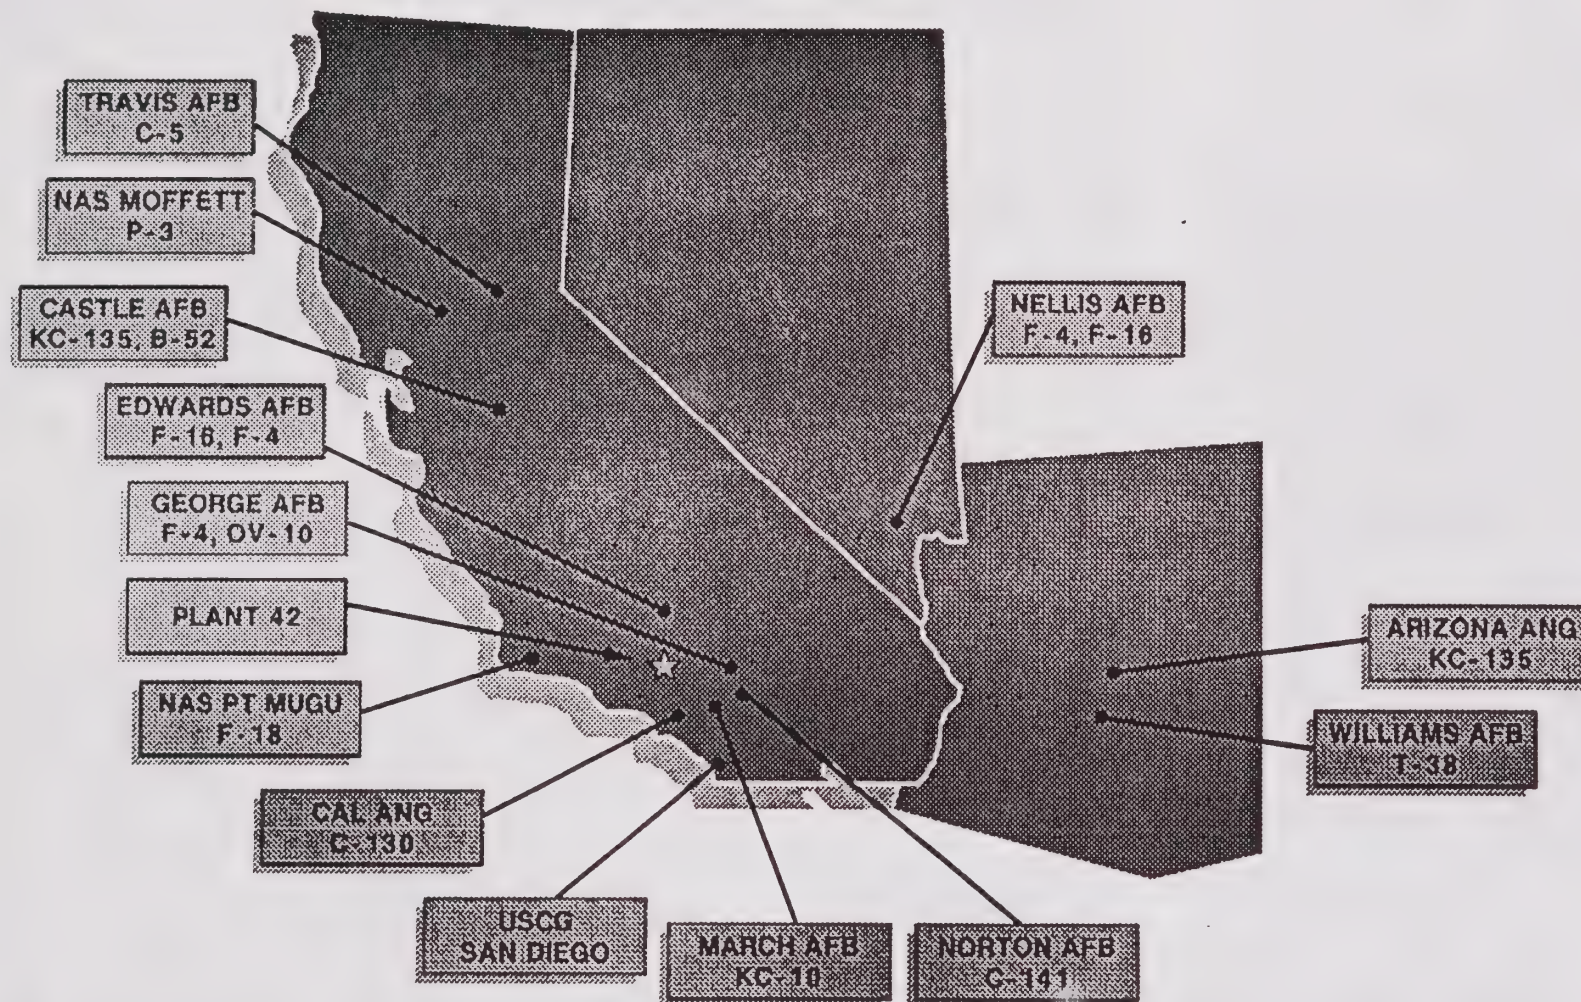 TRAVIS AFB
C-5
NAS MOFFETT
P-3
CASTLE AFB
KC-135, B-52
EDWARDS AFB
F-16, F-4
GEORGE AFB
F-4, OV-10
PLANT 42
NAS PT MUGU
F-18
CAL ANG
C-130
USCG
SAN DIEGO
MARCH AFB
KC-10
NORTON AFB
C-141
NELLIS AFB
F-4, F-16
ARIZONA ANG
KC-135
WILLIAMS AFB
T-38